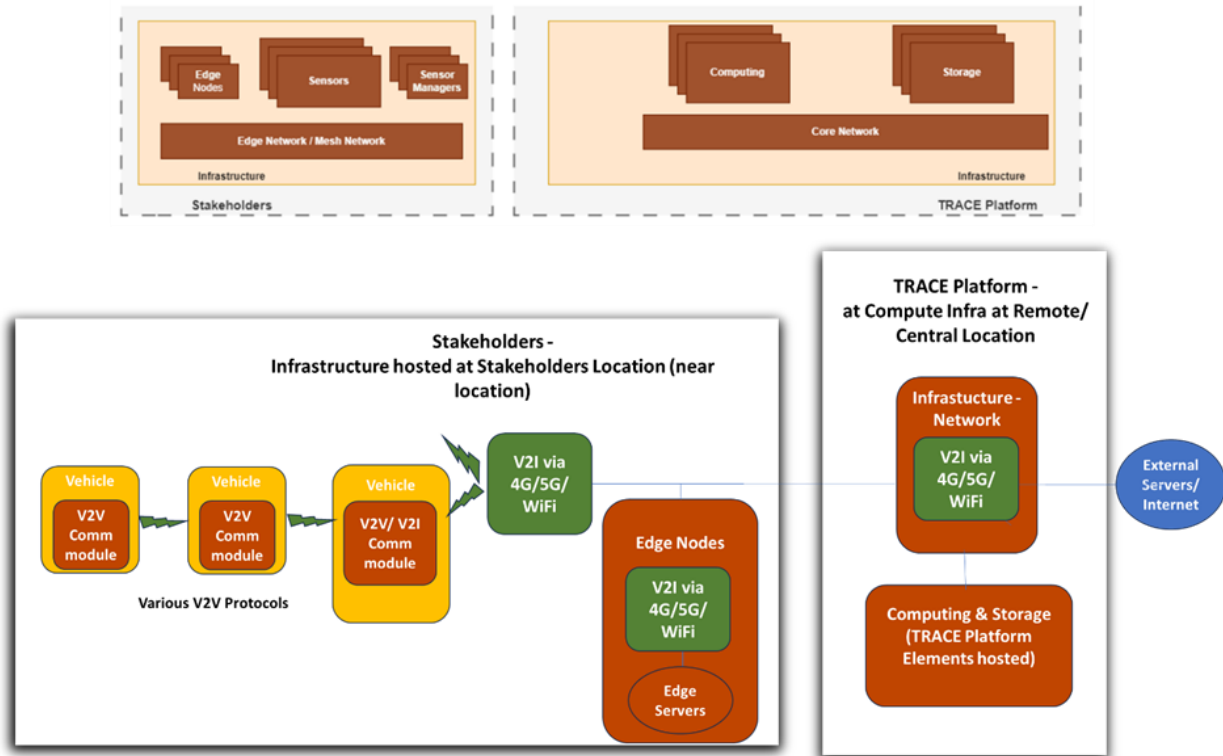 Edge
Nodes
Sensors
Sensor
Managers
Edge Network / Mesh Network
Infrastructure
Stakeholders
Computing
Storage
Core Network
Infrastructure
TRACE Platform
Stakeholders -
Infrastructure hosted at Stakeholders Location (near
location)
Vehicle
V2V
Comm
module
Vehicle
V2V
Comm
module
Vehicle
V2V/ V2I
Comm
module
Various V2V Protocols
V2I via
4G/5G/
WiFi
Edge Nodes
V2I via
4G/5G/
WiFi
Edge
Servers
TRACE Platform -
at Compute Infra at Remote/
Central Location
Infrastucture -
Network
V2I via
4G/5G/
WiFi
Computing & Storage
(TRACE Platform
Elements hosted)
External
Servers/
Internet